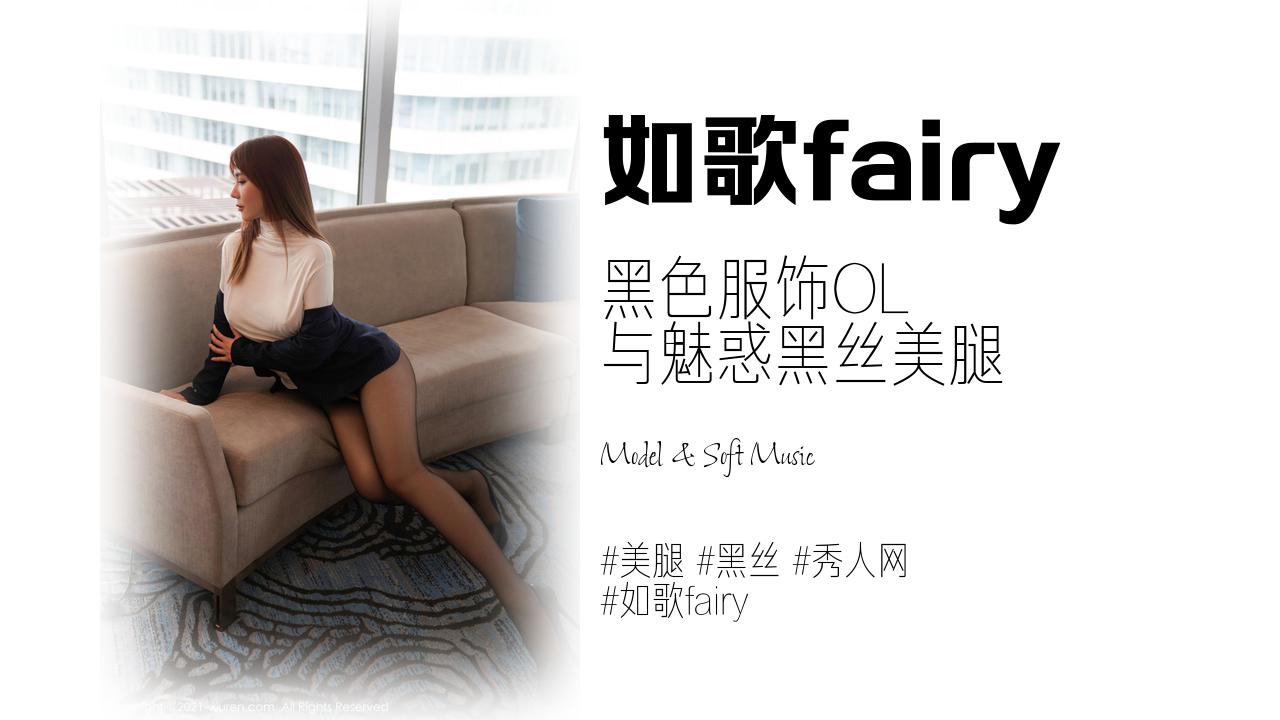 如歌fairy
黑色服饰OL
与魅惑黑丝美腿
Model & Soft Music
#美腿 #黑丝 #秀人网
#如歌fairy
2021 xiuren.com All Rights Reserved